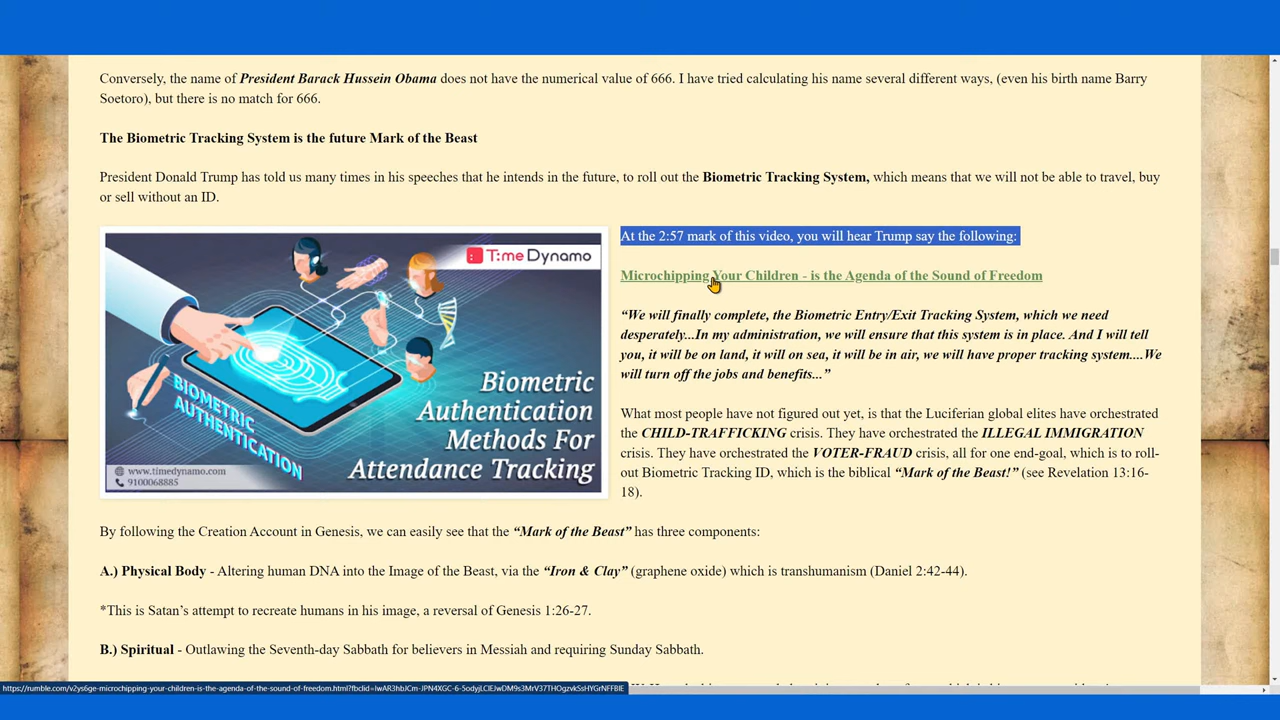 Conversely, the name of President Barack Hussein Obama does not have the numerical value of 666. I have tried calculating his name several different ways, (even his birth name Barry
Soetoro), but there is no match for 666.
The Biometric Tracking System is the future Mark of the Beast
President Donald Trump has told us many times in his speeches that he intends in the future, to roll out the Biometric Tracking System, which means that we will not be able to travel, buy
or sell without an ID.
T:me Dynamo
BIOMETRIC
AUTHENTICATION
Biometric
Authentication
Methods For
Attendance Tracking
www.timedynamo.com
9100068885
At the 2:57 mark of this video, you will hear Trump say the following:
Microchipping Your Children - is the Agenda of the Sound of Freedom
“We will finally complete, the Biometric Entry/Exit Tracking System, which we need
desperately...In my administration, we will ensure that this system is in place. And I will tell
you, it will be on land, it will on sea, it will be in air, we will have proper tracking system....We
will turn off the jobs and benefits...”
What most people have not figured out yet, is that the Luciferian global elites have orchestrated
the CHILD-TRAFFICKING crisis. They have orchestrated the ILLEGAL IMMIGRATION
crisis. They have orchestrated the VOTER-FRAUD crisis, all for one end-goal, which is to roll-
out Biometric Tracking ID, which is the biblical “Mark of the Beast!” (see Revelation 13:16-
18).
By following the Creation Account in Genesis, we can easily see that the “Mark of the Beast” has three components:
A.) Physical Body - Altering human DNA into the Image of the Beast, via the “Iron & Clay” (graphene oxide) which is transhumanism (Daniel 2:42-44).
*This is Satan’s attempt to recreate humans in his image, a reversal of Genesis 1:26-27.
B.) Spiritual - Outlawing the Seventh-day Sabbath for believers in Messiah and requiring Sunday Sabbath.